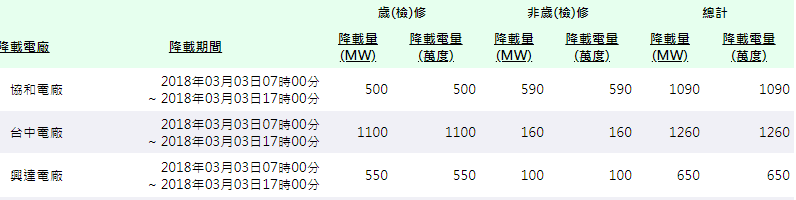 歲(檢)修 非歲(檢)修 總計
降載電廠 降載期間 降載量 降載電量 降載量 降載電量 降載量 降載電量
(MW) (萬度) (MW) (萬度) (MW) (萬度)
協和電廠 2018年03月03日07時00分 500 500 590 590 1090 1090
~ 2018年03月03日17時00分
台中電廠 2018年03月03日07時00分 1100 1100 160 160 1260 1260
~ 2018年03月03日17時00分
興達電廠 2018年03月03日07時00分 550 550 100 100 650 650
~ 2018年03月03日17時00分